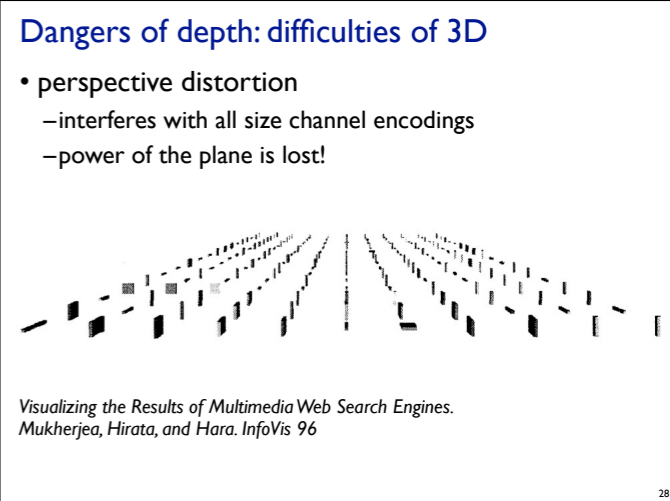 Dangers of depth: difficulties of 3D
• perspective distortion
–interferes with all size channel encodings
–power of the plane is lost!
Visualizing the Results of Multimedia Web Search Engines.
Mukherjea, Hirata, and Hara. InfoVis 96
28